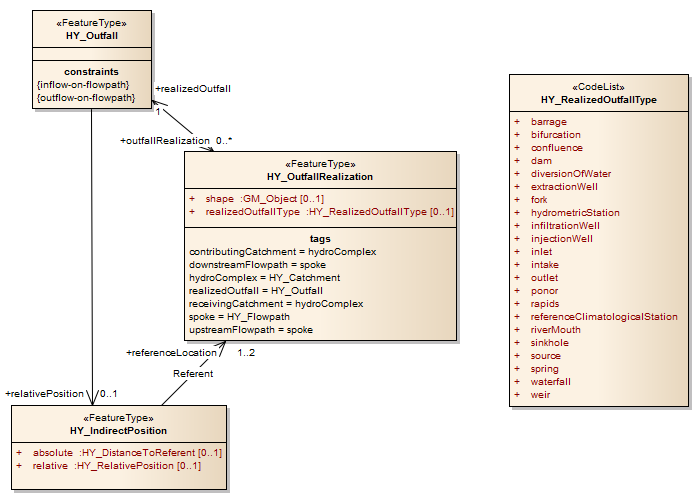 «FeatureType»
HY_Outfall
constraints
{inflow-on-flowpath}
{outflow-on-flowpath}
+realizedOutfall
1
+outfallRealization 0..*
«FeatureType»
HY_OutfallRealization
+ shape :GM_Object [0..1]
+ realizedOutfallType :HY_RealizedOutfallType [0..1]
tags
contributingCatchment = hydroComplex
downstreamFlowpath = spoke
hydroComplex = HY_Catchment
realizedOutfall = HY_Outfall
receivingCatchment = hydroComplex
spoke = HY_Flowpath
upstreamFlowpath = spoke
+referenceLocation 1..2
Referent
+relativePosition 0..1
«FeatureType»
HY_IndirectPosition
+ absolute :HY_DistanceToReferent [0..1]
+ relative :HY_RelativePosition [0..1]
«CodeList»
HY_RealizedOutfallType
+ barrage
+ bifurcation
+ confluence
+ dam
+ diversionOfWater
+ extractionWell
+ fork
+ hydrometricStation
+ infiltrationWell
+ injectionWell
+ inlet
+ intake
+ outlet
+ ponor
+ rapids
+ referenceClimatologicalStation
+ riverMouth
+ sinkhole
+ source
+ spring
+ waterfall
+ weir